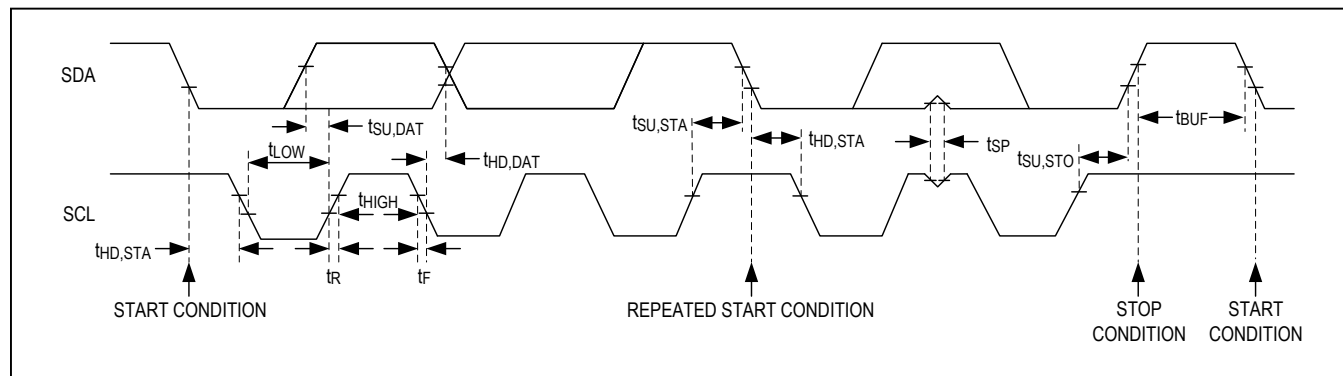 SDA
tSU,DAT
tLOW
tHD,DAT
tSU,STA
tHD,STA
tSP
tBUF
tSU,STO
SCL
tHIGH
tHD,STA
tR
tF
START CONDITION
REPEATED START CONDITION
STOP
CONDITION
START
CONDITION